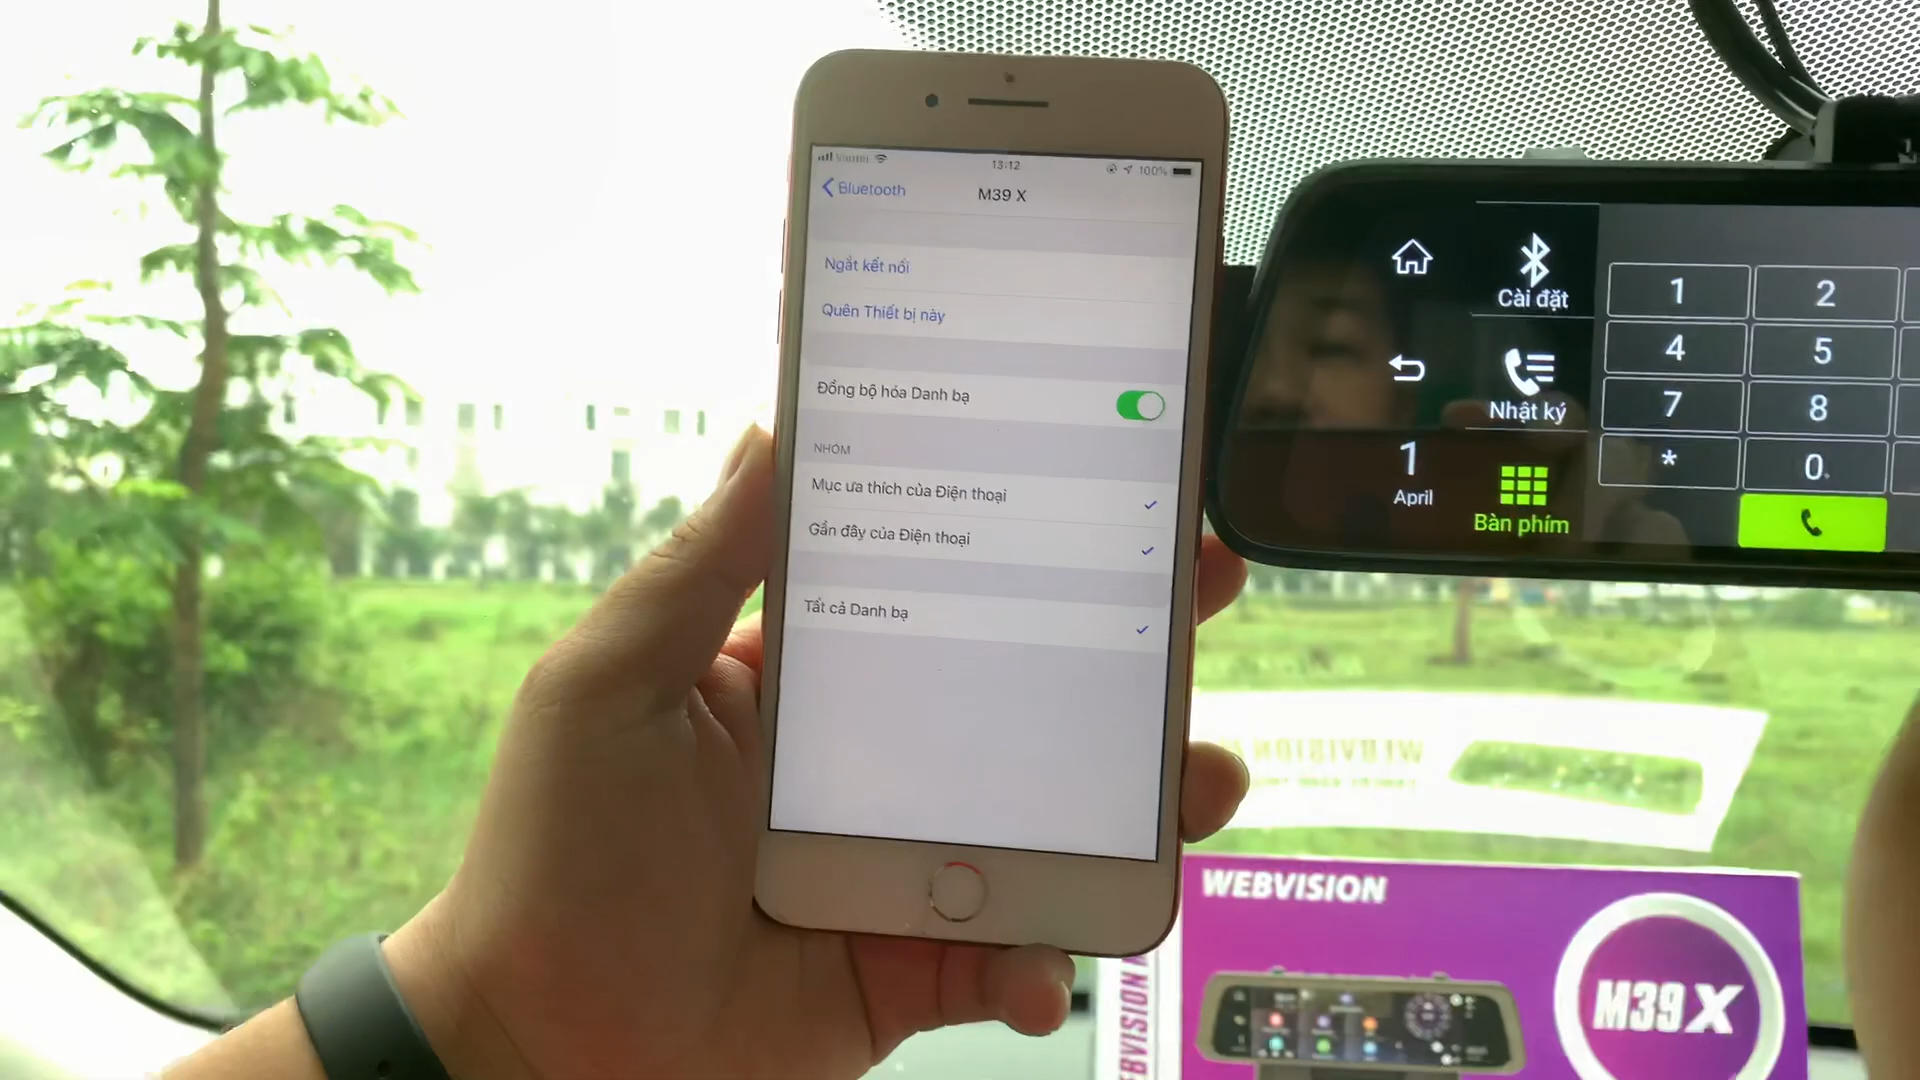 13:12
100%
Bluetooth
M39 X
Ngắt kết nối
Quên Thiết bị này
Đồng bộ hóa Danh bạ
NHÓM
Mục ưa thích của Điện thoại
Gần đây của Điện thoại
Tất cả Danh bạ
Cài đặt
Nhật ký
1
April
Bàn phím
1
2
4
5
7
8
*
0
WEBVISION
M39X
WEBVISION